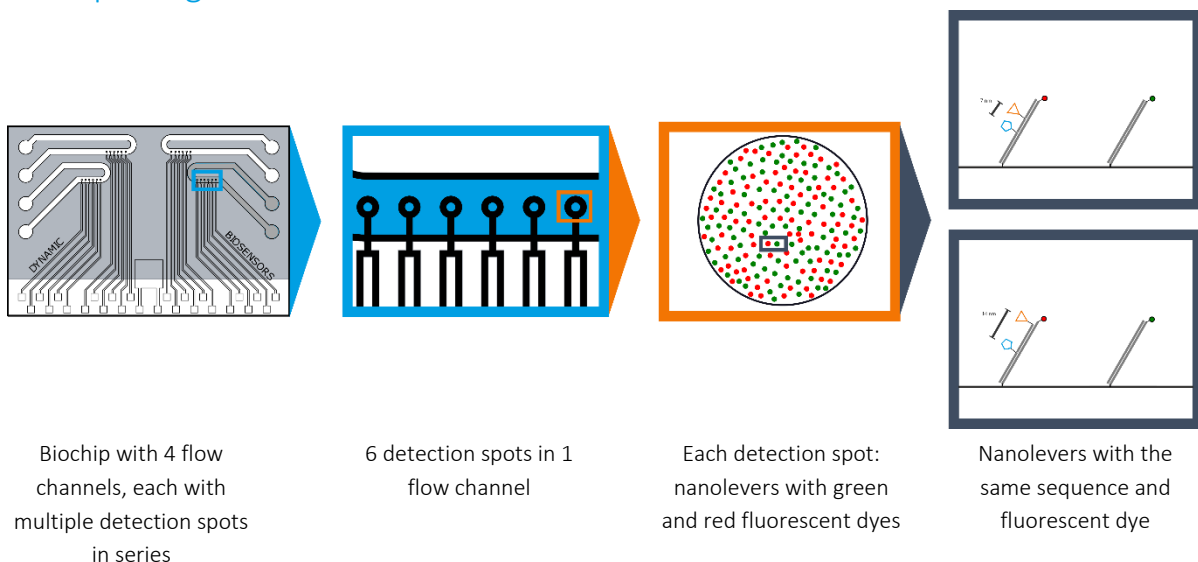 DYNAMIC
BIOSENSORS
Biochip with 4 flow
channels, each with
multiple detection spots
in series
6 detection spots in 1
flow channel
Each detection spot:
nanolevers with green
and red fluorescent dyes
Nanolevers with the
same sequence and
fluorescent dye